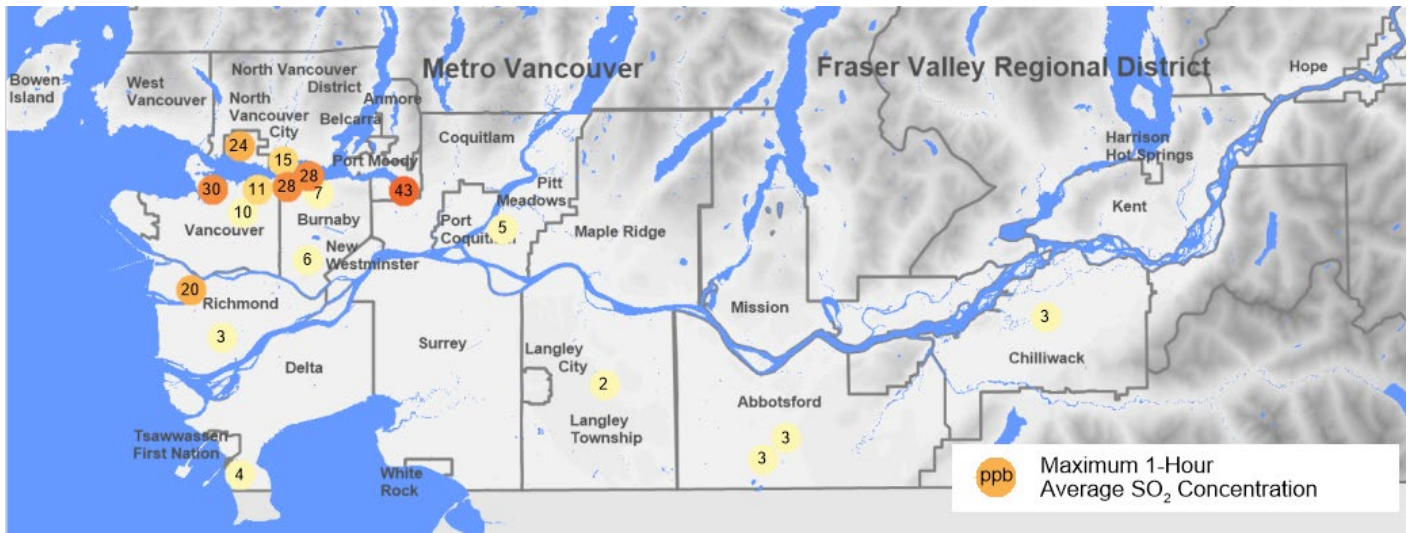 Metro Vancouver
Fraser Valley Regional District
Bowen
Island
West
Vancouver
North Vancouver
District
North
Vancouver
City
Anmore
Belcarra
Port Moody
Coquitlam
Pitt
Meadows
Port
Coquitlam
Maple Ridge
Harrison
Hot Springs
Hope
Kent
24
15
28
30
11
28
7
43
10
Vancouver
Burnaby
5
6
New
Westminster
20
Richmond
3
Delta
Surrey
Mission
Langley
City
2
Langley
Township
Abbotsford
3
3
3
Chilliwack
Tsawwassen
First Nation
4
White
Rock
ppb
Maximum 1-Hour
Average SO₂ Concentration